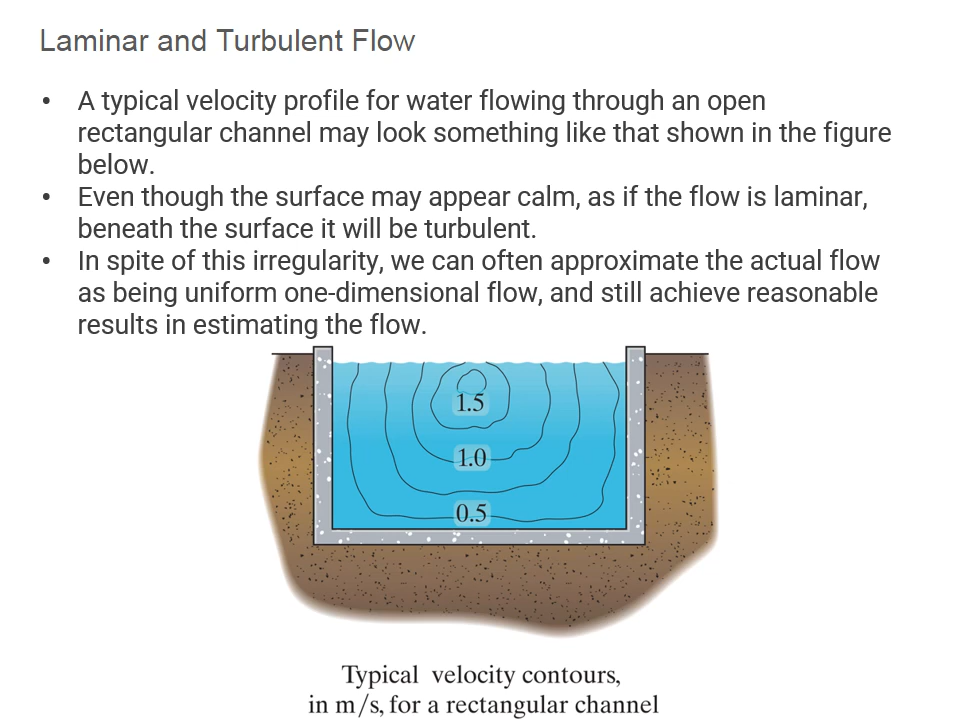 Laminar and Turbulent Flow
• A typical velocity profile for water flowing through an open
rectangular channel may look something like that shown in the figure
below.
• Even though the surface may appear calm, as if the flow is laminar,
beneath the surface it will be turbulent.
• In spite of this irregularity, we can often approximate the actual flow
as being uniform one-dimensional flow, and still achieve reasonable
results in estimating the flow.
1.5
1.0
0.5
Typical velocity contours,
in m/s, for a rectangular channel